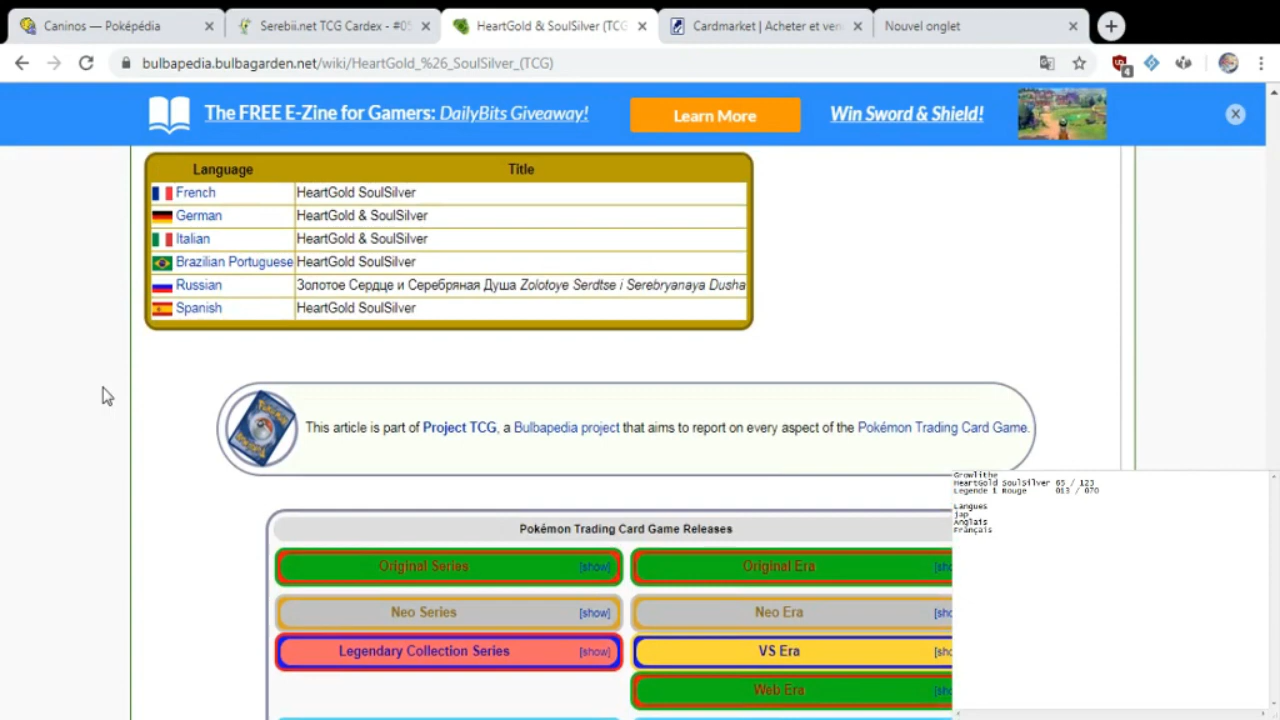 Caninos — Poképédia
Serebii.net TCG Cardex - #05
HeartGold & SoulSilver (TCG
Cardmarket | Acheter et ven
Nouvel onglet
bulbapedia.bulbagarden.net/wiki/HeartGold_%26_SoulSilver_(TCG)
4
The FREE E-Zine for Gamers: DailyBits Giveaway!
Learn More
Win Sword & Shield!
Language Title
French HeartGold SoulSilver
German HeartGold & SoulSilver
Italian HeartGold & SoulSilver
Brazilian Portuguese HeartGold SoulSilver
Russian Золотое Сердце и Серебряная Душа Zolotoye Serdtse i Serebryanaya Dusha
Spanish HeartGold SoulSilver
This article is part of Project TCG, a Bulbapedia project that aims to report on every aspect of the Pokémon Trading Card Game.
Growlithe
HeartGold SoulSilver 65 / 123
Legende i Rouge 013 / 070
Langues
jap
Anglais
Français
Pokémon Trading Card Game Releases
Original Series [show]
Original Era [sho
Neo Series [show]
Neo Era [sho
Legendary Collection Series [show]
VS Era [sho
Web Era [sho